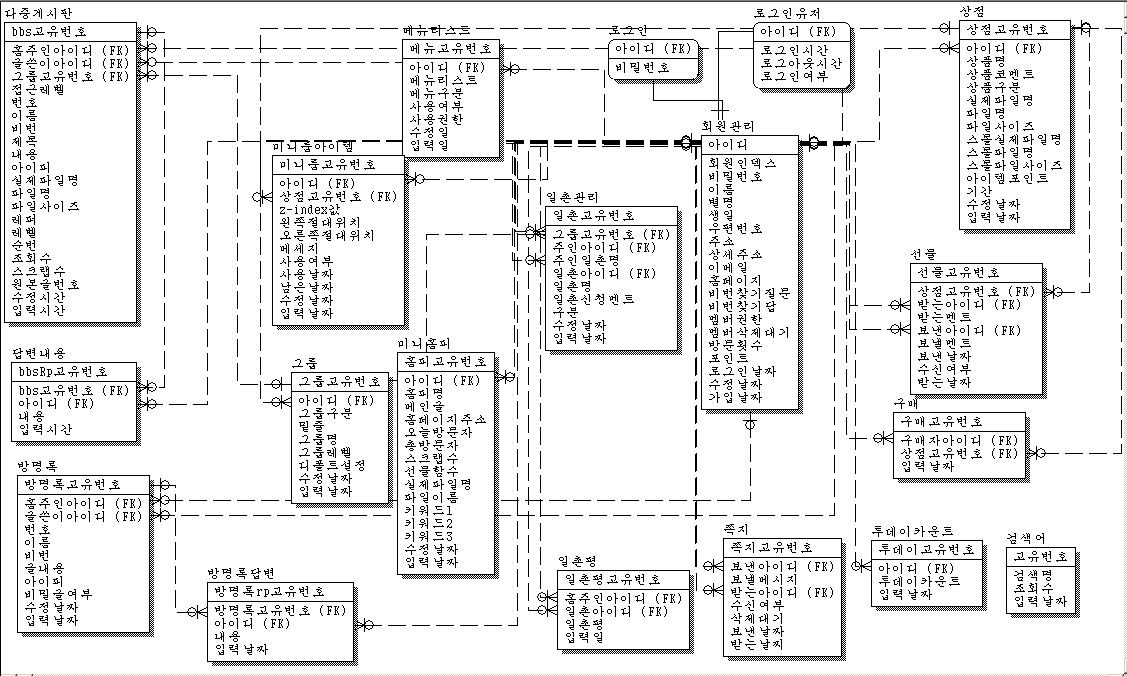 다중게시판
bbs고유번호
홈주인아이디 (FK)
글쓴이아이디 (FK)
그룹고유번호 (FK)
접근레벨
번호
이름
비번
제목
내용
아이피
실제파일명
파일명
파일사이즈
레퍼
레벨
순번
조회수
스크랩수
원본글번호
수정시간
입력시간
답변내용
bbsRp고유번호
bbs고유번호 (FK)
아이디 (FK)
내용
입력시간
방명록
방명록고유번호
홈주인아이디 (FK)
글쓴이아이디 (FK)
번호
이름
비번
글내용
아이피
비밀글여부
수정날짜
입력날짜
방명록답변
방명록rp고유번호
방명록고유번호 (FK)
아이디 (FK)
내용
입력날짜
메뉴리스트
메뉴고유번호
아이디 (FK)
메뉴리스트
메뉴구분
사용여부
사용권한
수정일
입력일
미니룸아이템
미니룸고유번호
아이디 (FK)
상점고유번호 (FK)
z-index값
왼쪽절대위치
오른쪽절대위치
메세지
사용여부
사용날짜
남은날짜
수정날짜
입력날짜
그룹
그룹고유번호
아이디 (FK)
그룹구분
밑줄
그룹명
그룹레벨
디폴트설정
수정날짜
입력날짜
미니홈피
홈피고유번호
아이디 (FK)
홈피명
메인글
홈페이지주소
오늘방문자
총방문자
스크랩수
선물함수
실제파일명
파일이름
키워드1
키워드2
키워드3
수정날짜
입력날짜
로그인
아이디 (FK)
비밀번호
로그인유저
아이디 (FK)
로그인시간
로그아웃시간
로그인여부
일촌관리
일촌고유번호
그룹고유번호 (FK)
주인아이디 (FK)
주인일촌명
일촌아이디 (FK)
일촌명
일촌신청멘트
구분
수정날짜
입력날짜
회원관리
아이디
회원인덱스
비밀번호
이름
별명
생일
우편번호
주소
상세주소
이메일
홈페이지
비번찾기질문
비번찾기답
멤버권한
멤버삭제대기
방문횟수
포인트
로그인날짜
수정날짜
가입날짜
일촌평
일촌평고유번호
홈주인아이디 (FK)
일촌아이디 (FK)
일촌평
입력일
쪽지
쪽지고유번호
보낸아이디 (FK)
보낼메시지
받는아이디 (FK)
수신여부
삭제대기
보낸날짜
받는날찌
상점
상점고유번호
아이디 (FK)
상품명
상품코멘트
상품구분
실제파일명
파일명
파일사이즈
스몰실제파일명
스몰파일명
스몰파일사이즈
아이템포인트
기간
수정날짜
입력날짜
선물
선물고유번호
상점고유번호 (FK)
받는아이디 (FK)
받는멘트
보낸아이디 (FK)
보낼멘트
보낸날짜
수신여부
받는날짜
구매
구매고유번호
구매자아이디 (FK)
상점고유번호 (FK)
입력날짜
투데이카운트
투데이고유번호
아이디 (FK)
투데이카운트
입력날짜
검색어
고유번호
검색명
조회수
입력날짜